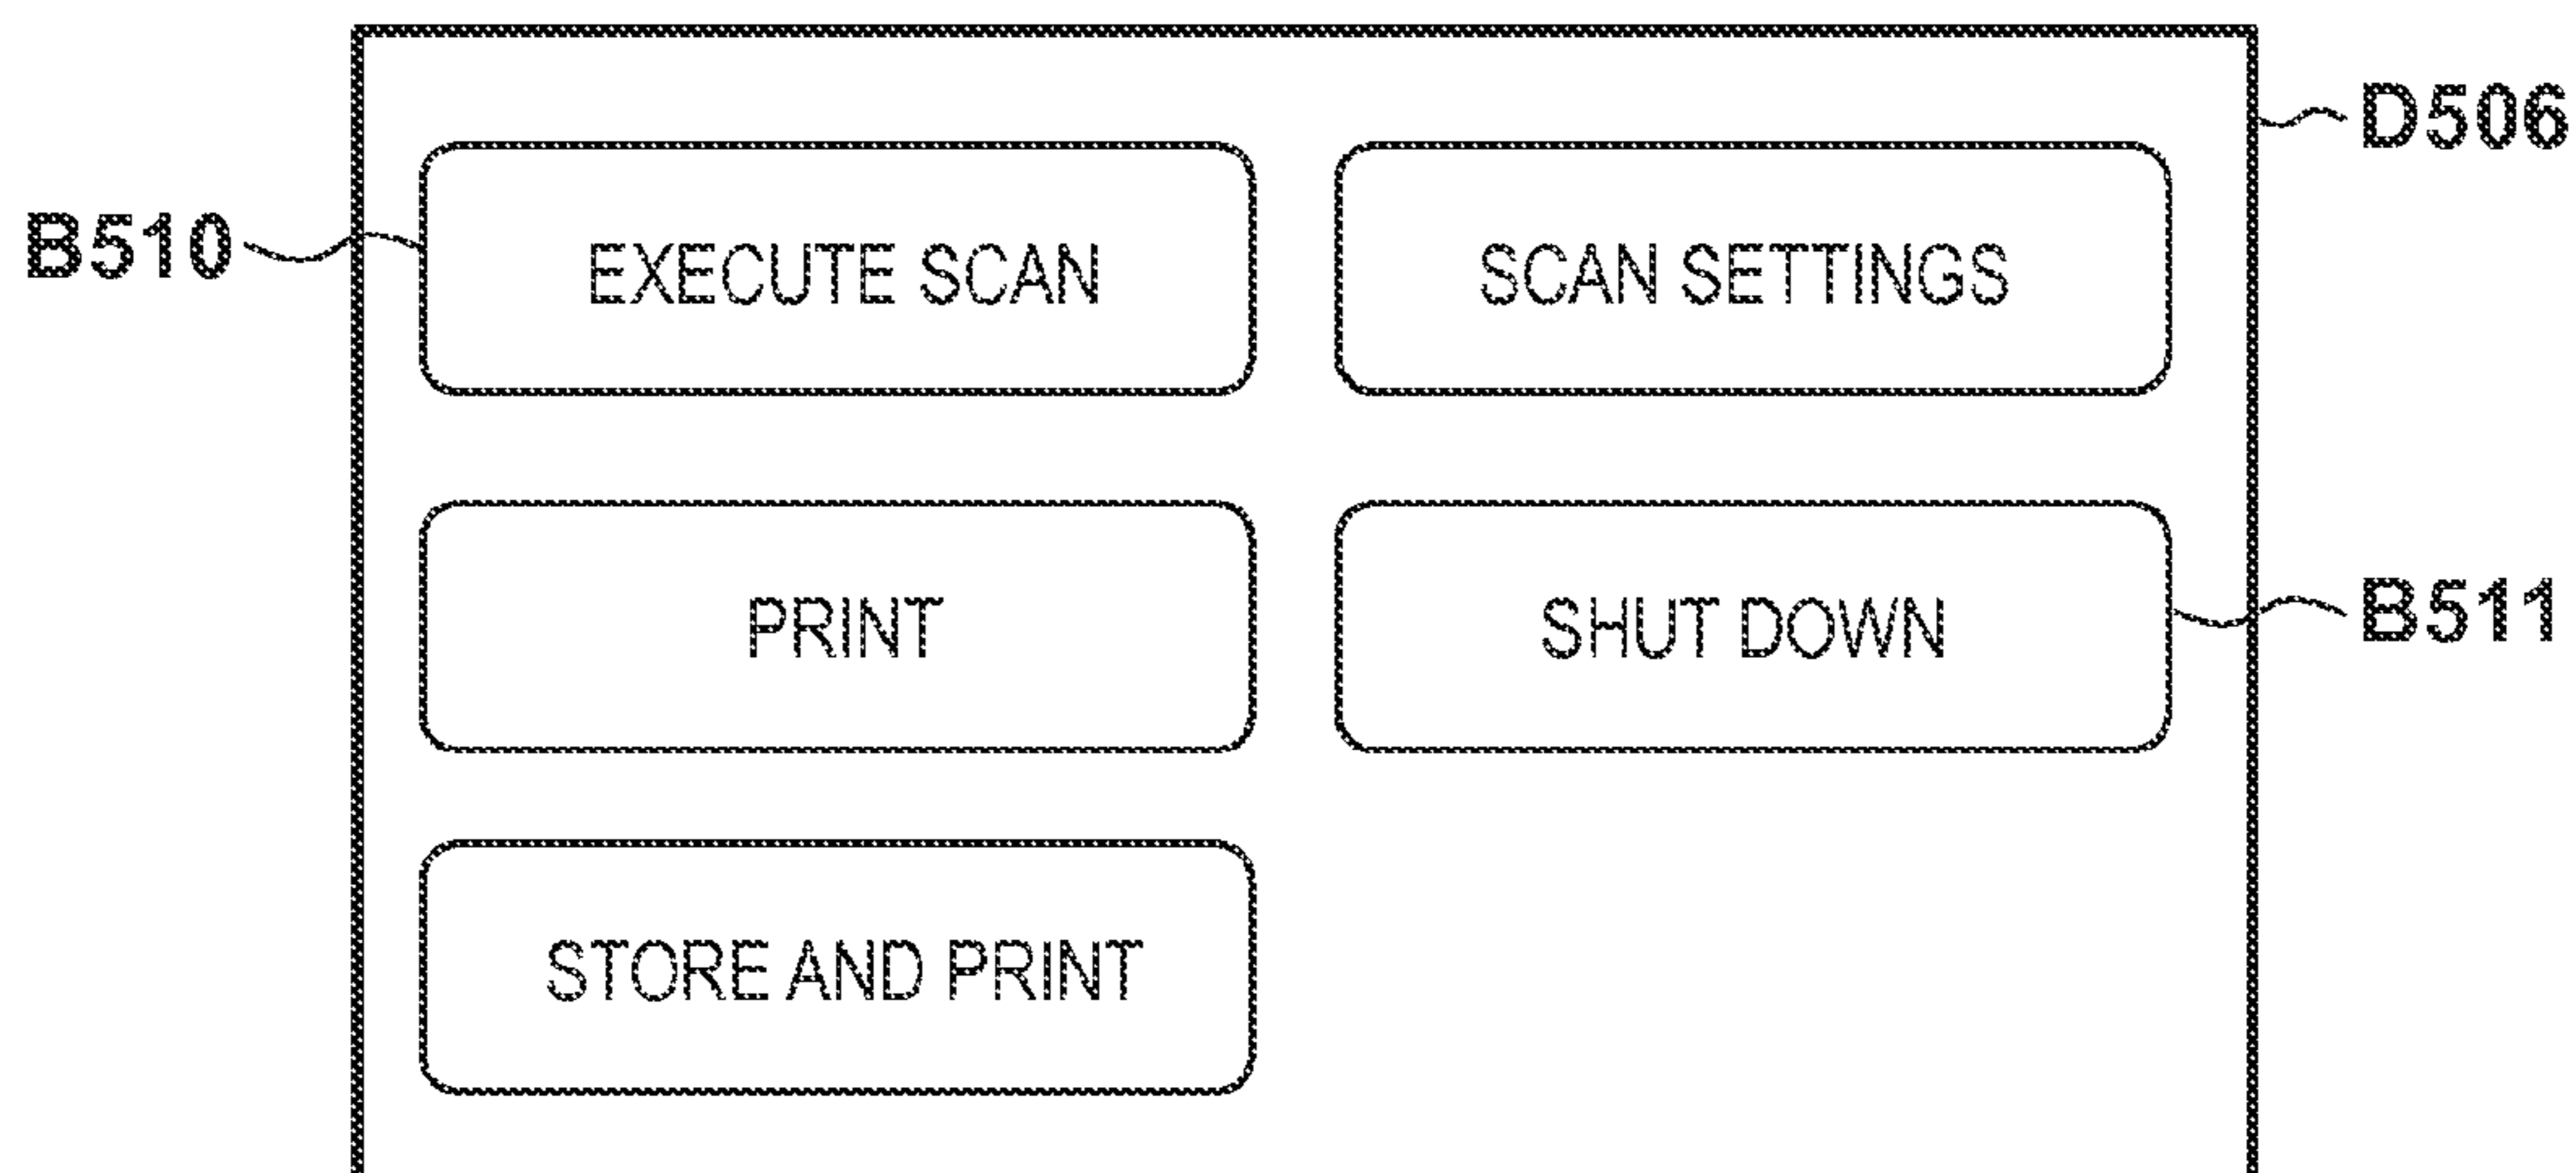 D506
B510
EXECUTE SCAN
SCAN SETTINGS
PRINT
SHUT DOWN
B511
STORE AND PRINT